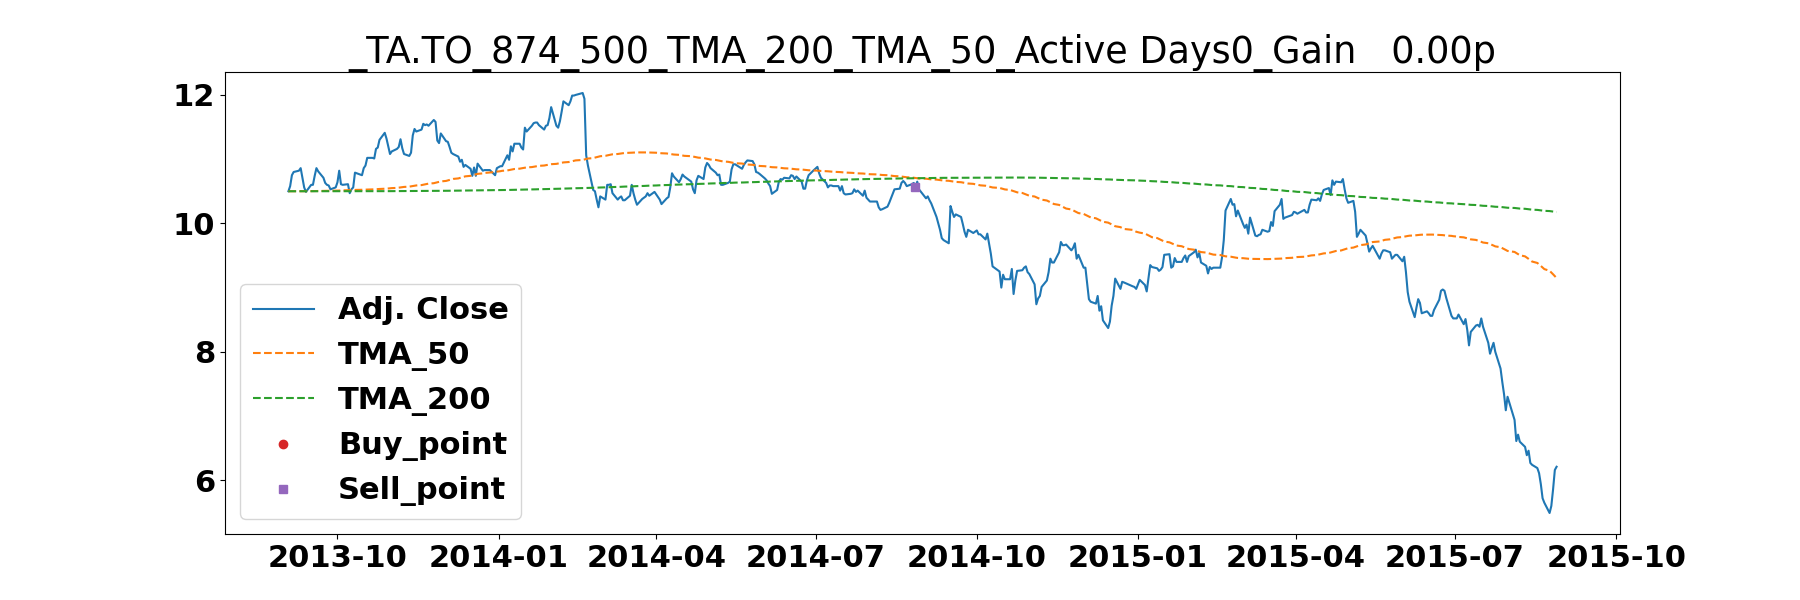 _TA.TO_874_500_TMA_200_TMA_50_Active Days0_Gain   0.00p
12
10
8
6
Adj. Close
TMA_50
TMA_200
Buy_point
Sell_point
2013-10 2014-01 2014-04 2014-07 2014-10 2015-01 2015-04 2015-07 2015-10